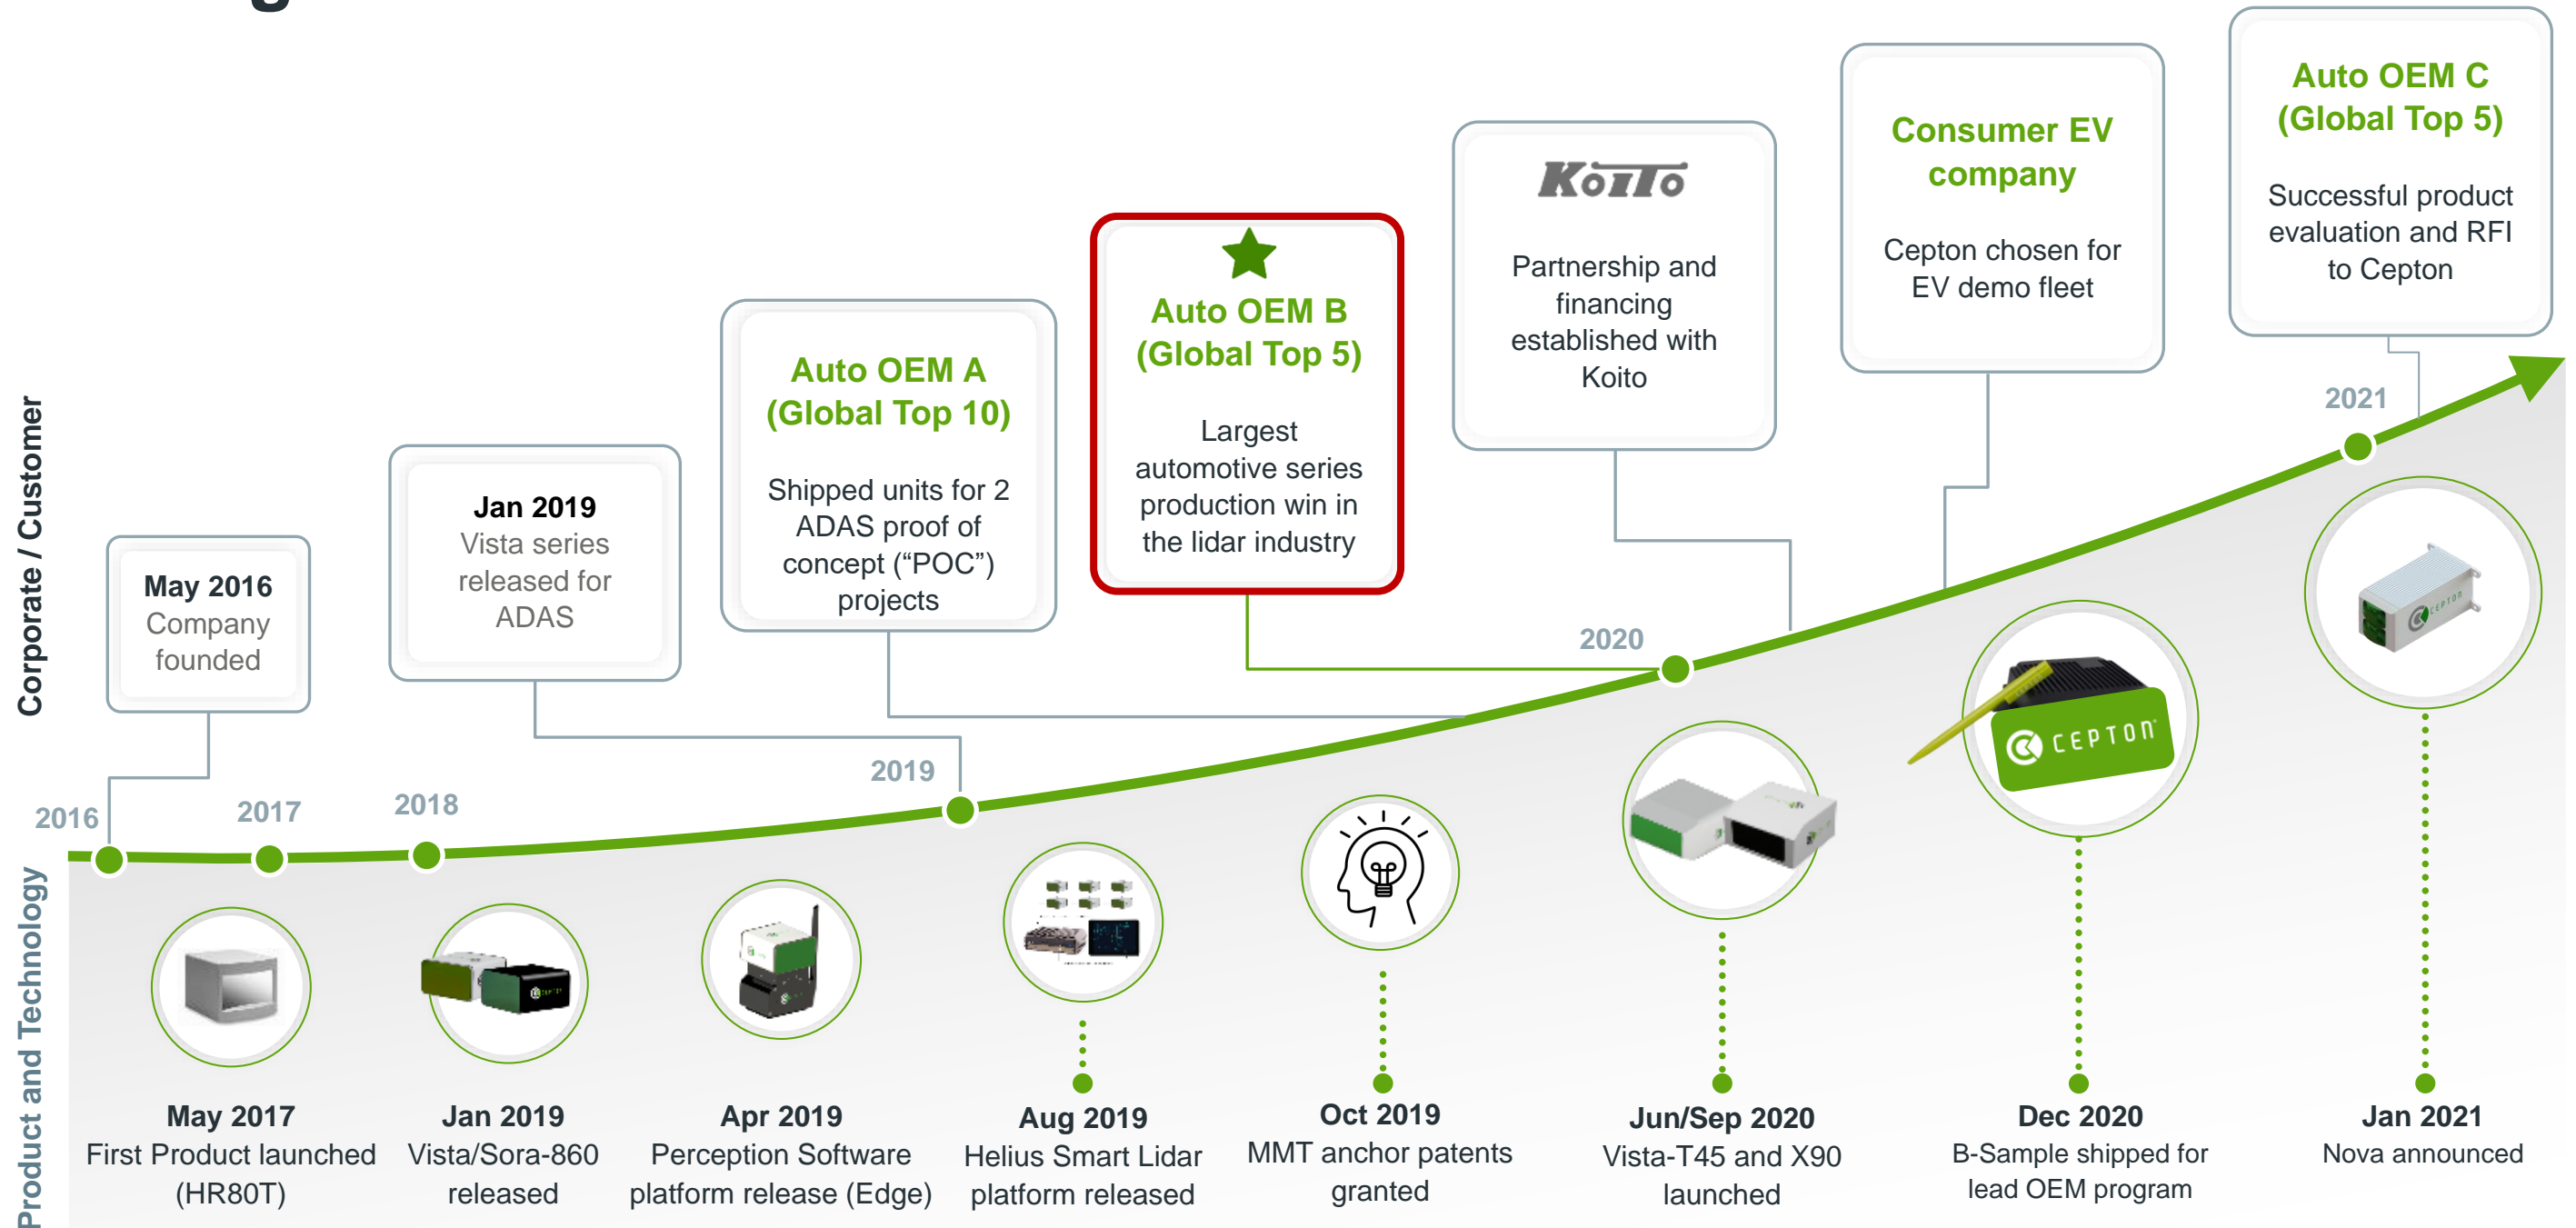 Corporate / Customer
Product and Technology
May 2016
Company
founded
Jan 2019
Vista series
released for
ADAS
Auto OEM A
(Global Top 10)
Shipped units for 2
ADAS proof of
concept (“POC”)
projects
Auto OEM B
(Global Top 5)
Largest
automotive series
production win in
the lidar industry
KOITO
Partnership and
financing
established with
Koito
Consumer EV
company
Cepton chosen for
EV demo fleet
Auto OEM C
(Global Top 5)
Successful product
evaluation and RFI
to Cepton
2016
2017
2018
2019
2020
2021
CEPTON
CEPTON
CEPTON
May 2017
First Product launched
(HR80T)
Jan 2019
Vista/Sora-860
released
Apr 2019
Perception Software
platform release (Edge)
Aug 2019
Helius Smart Lidar
platform released
Oct 2019
MMT anchor patents
granted
Jun/Sep 2020
Vista-T45 and X90
launched
Dec 2020
B-Sample shipped for
lead OEM program
Jan 2021
Nova announced